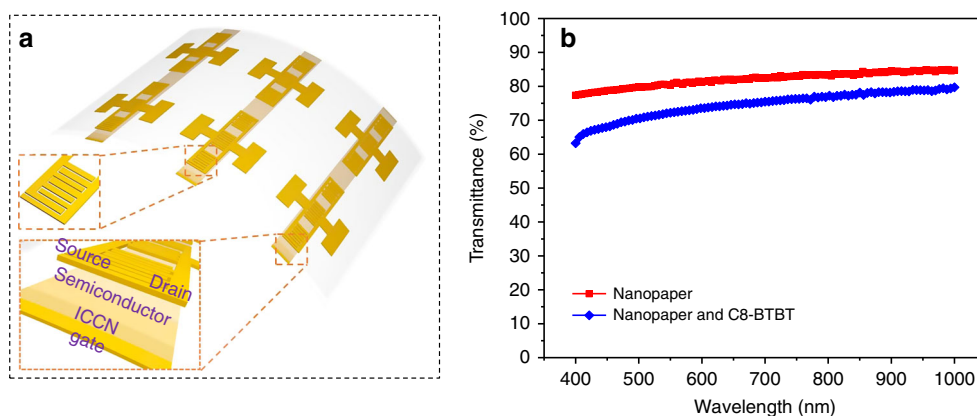 a
Source
Drain
Semiconductor
ICCN
gate
b
Transmittance (%)
100
90
80
70
60
50
40
30
20
10
0
Nanopaper
Nanopaper and C8-BTBT
400 500 600 700 800 900 1000
Wavelength (nm)